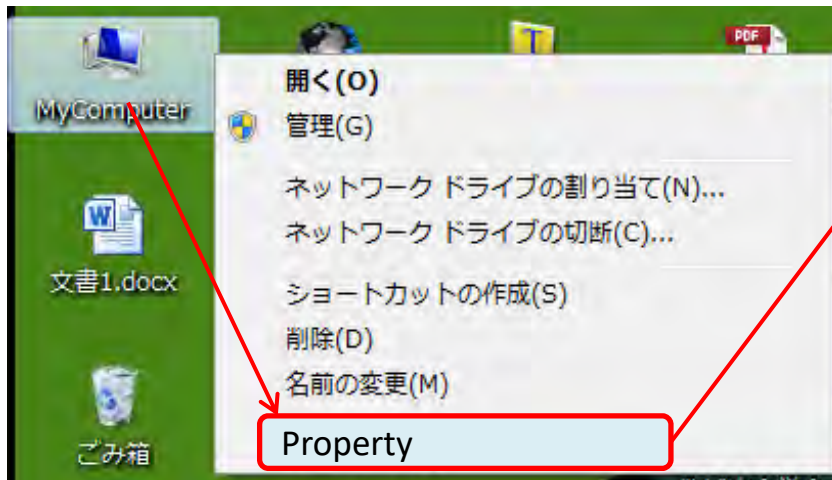 MyComputer
文書1.docx
ごみ箱
T
PDF
開く(O)
管理(G)
ネットワーク ドライブの割り当て(N)...
ネットワーク ドライブの切断(C)...
ショートカットの作成(S)
削除(D)
名前の変更(M)
Property
W